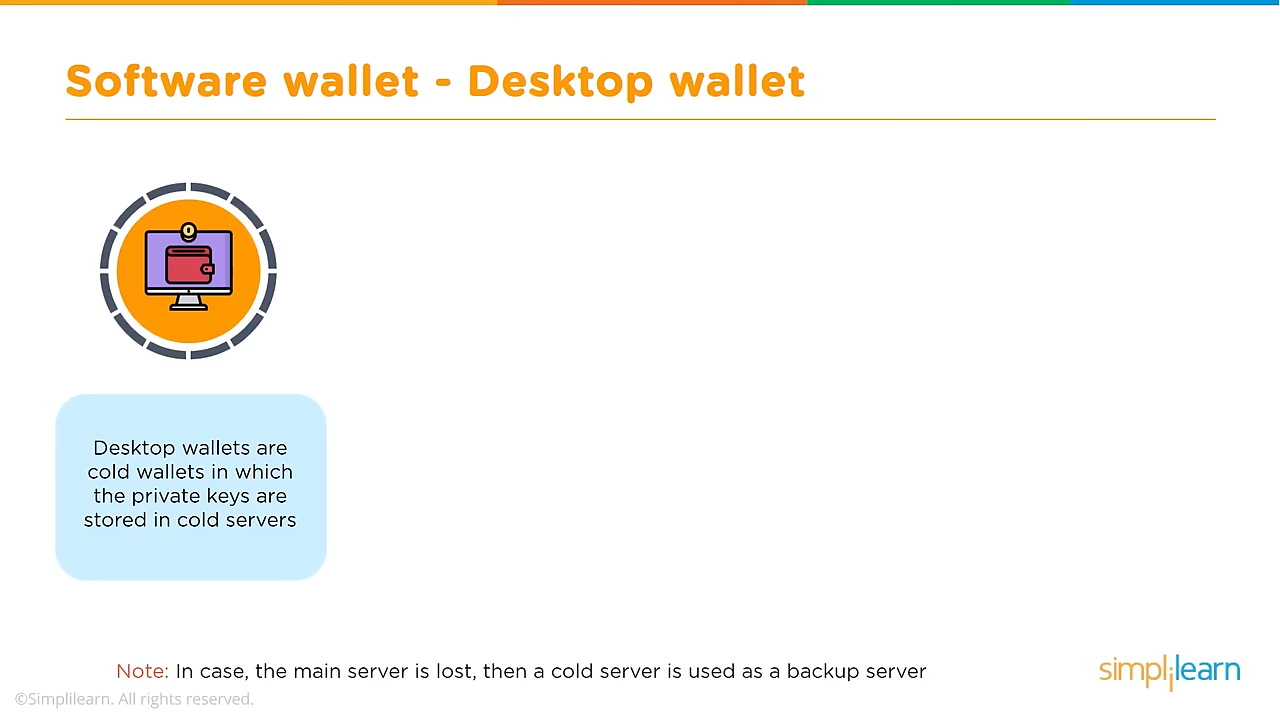 Software wallet - Desktop wallet
Desktop wallets are
cold wallets in which
the private keys are
stored in cold servers
Note: In case, the main server is lost, then a cold server is used as a backup server
simplilearn
©Simplilearn. All rights reserved.